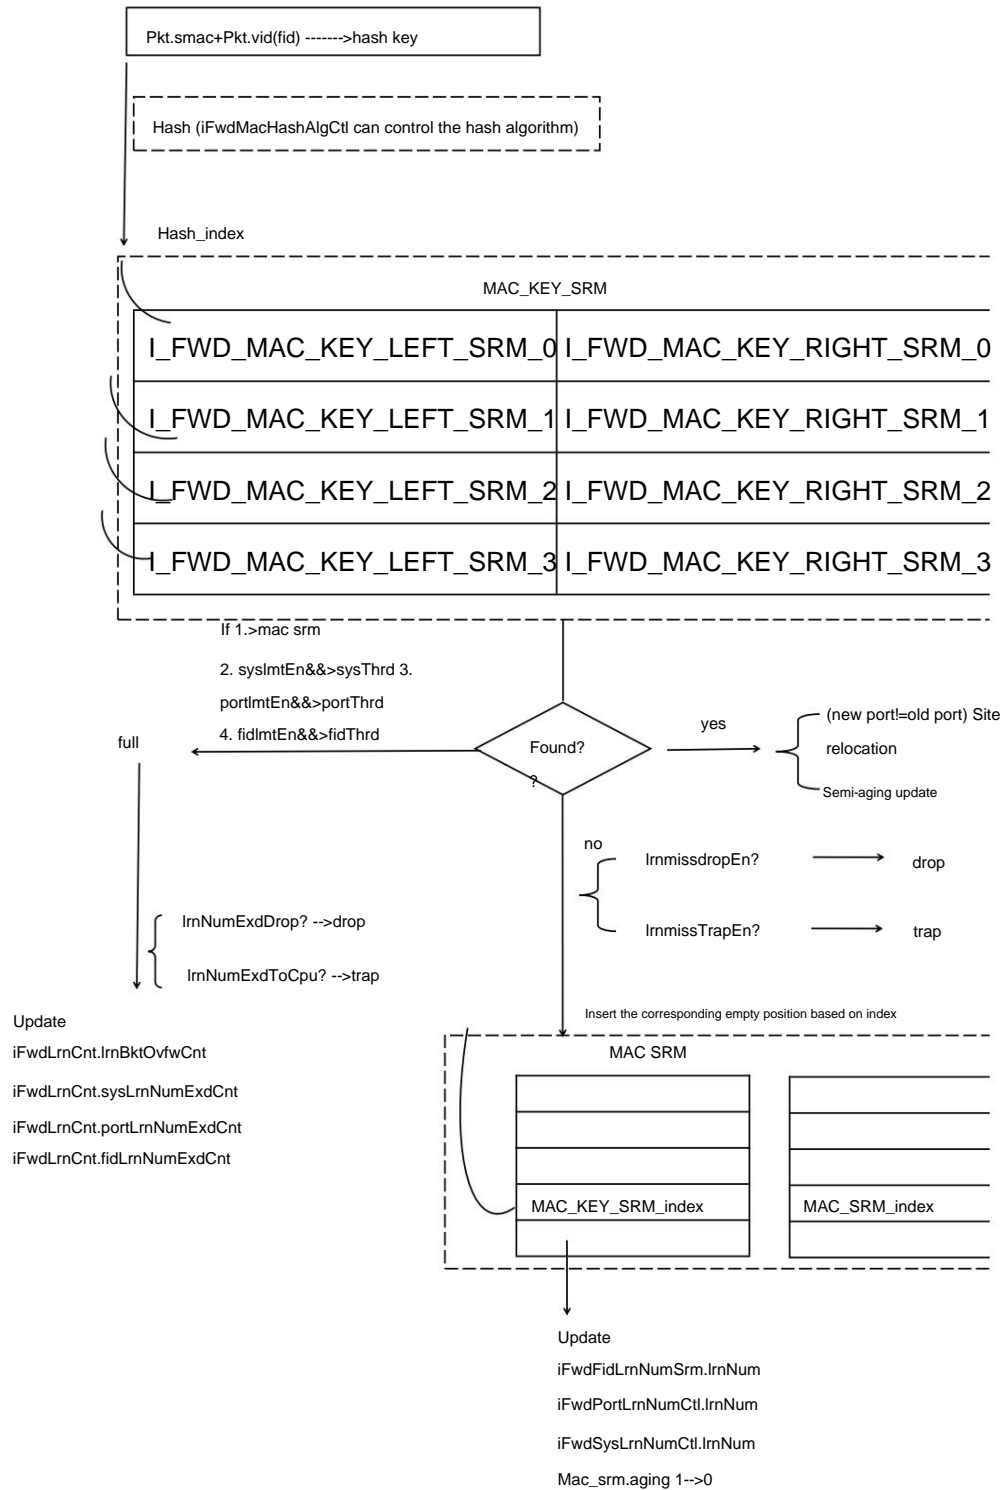 Pkt.smac+Pkt.vid(fid) ------->hash key
Hash (iFwdMacHashAlgCtl can control the hash algorithm)
Hash_index
MAC_KEY_SRM
I_FWD_MAC_KEY_LEFT_SRM_0 I_FWD_MAC_KEY_RIGHT_SRM_0
I_FWD_MAC_KEY_LEFT_SRM_1 I_FWD_MAC_KEY_RIGHT_SRM_1
I_FWD_MAC_KEY_LEFT_SRM_2 I_FWD_MAC_KEY_RIGHT_SRM_2
I_FWD_MAC_KEY_LEFT_SRM_3 I_FWD_MAC_KEY_RIGHT_SRM_3
If 1.>mac srm
2. syslmtEn&&>sysThrd 3.
portlmtEn&&>portThrd
4. fidlmtEn&&>fidThrd
full
Found?
?
yes
(new port!=old port) Site
relocation
Semi-aging update
no
lrnmissdropEn?
drop
lrnmissTrapEn?
trap
lrnNumExdDrop? -->drop
lrnNumExdToCpu? -->trap
Update
iFwdLrnCnt.lrnBktOvfwCnt
iFwdLrnCnt.sysLrnNumExdCnt
iFwdLrnCnt.portLrnNumExdCnt
iFwdLrnCnt.fidLrnNumExdCnt
Insert the corresponding empty position based on index
MAC SRM
MAC_KEY_SRM_index
MAC_SRM_index
Update
iFwdFidLrnNumSrm.lrnNum
iFwdPortLrnNumCtl.lrnNum
iFwdSysLrnNumCtl.lrnNum
Mac_srm.aging 1-->0